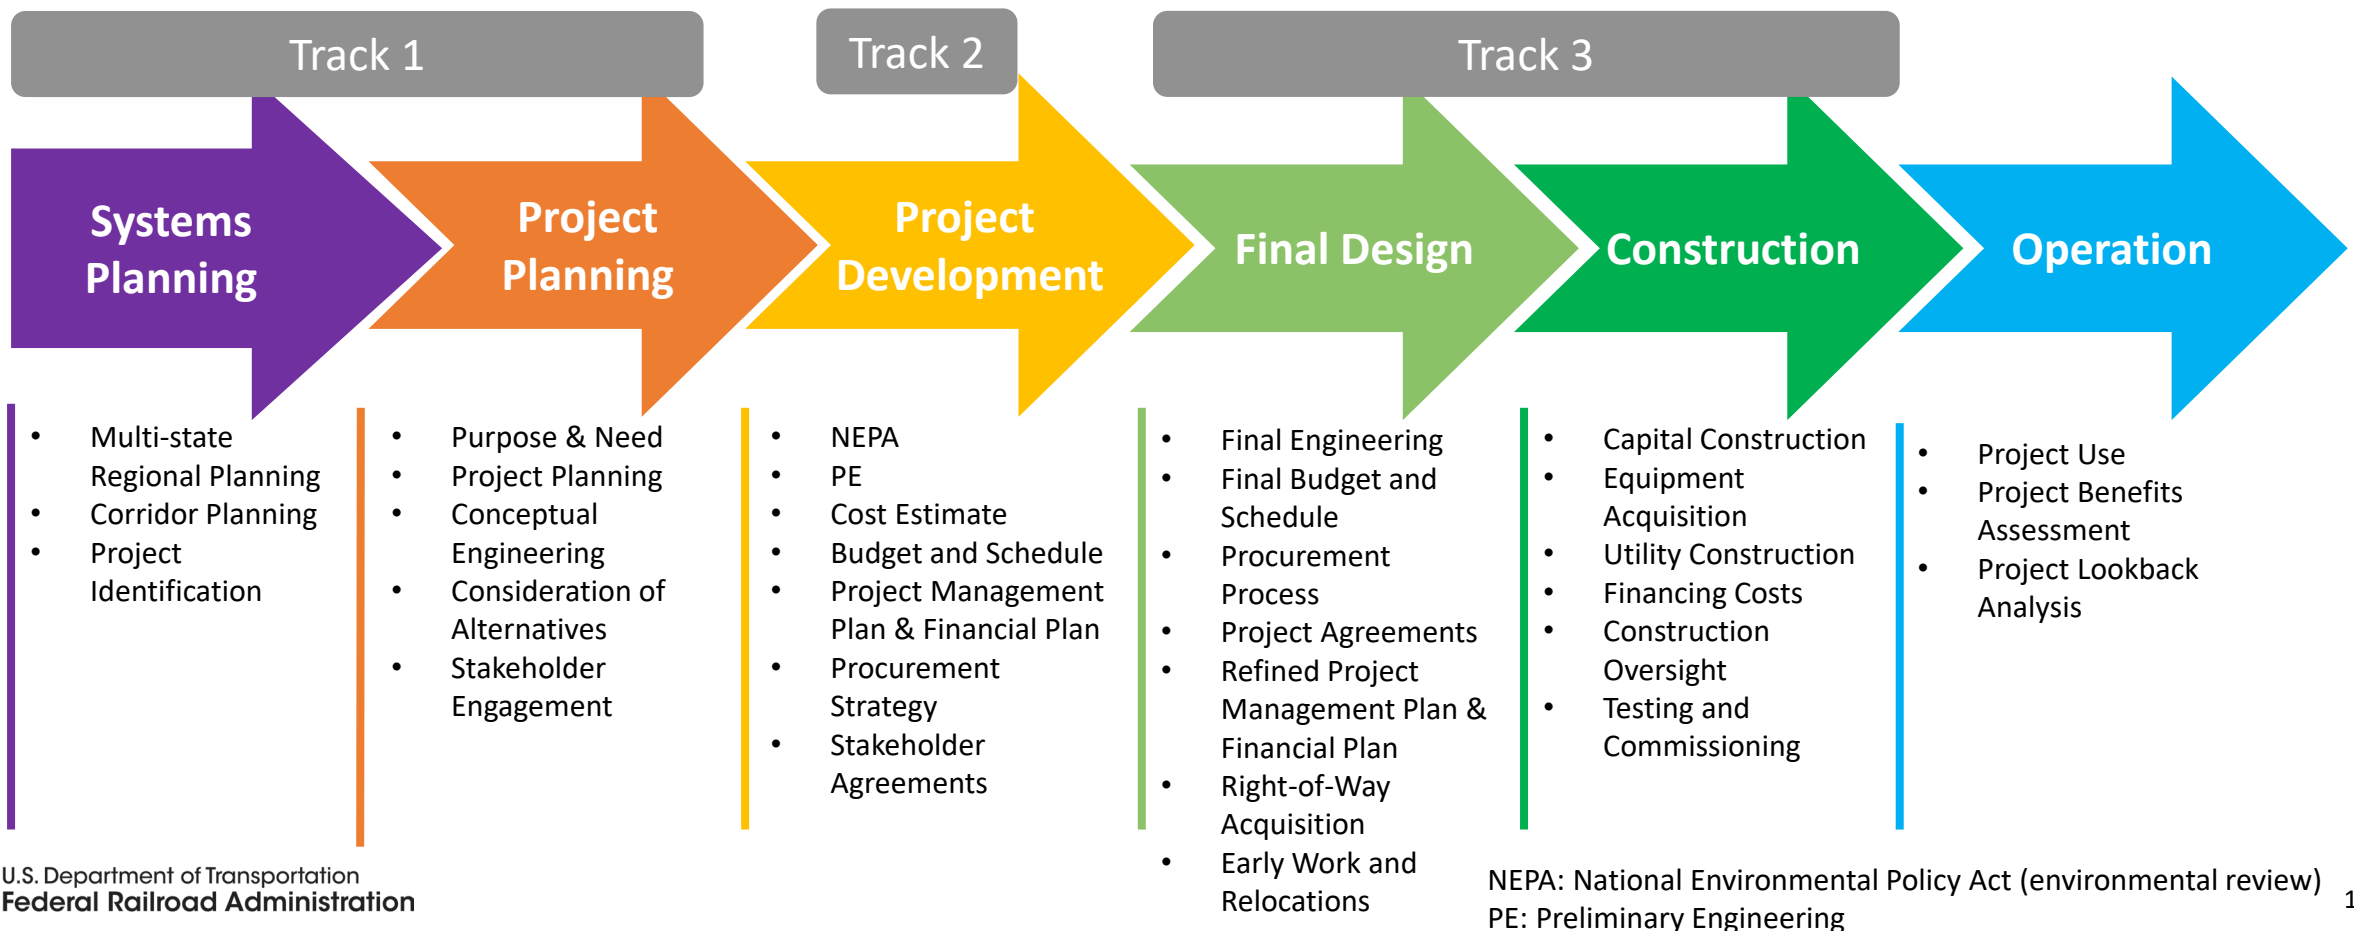 Track 1
Track 2
Track 3
Systems
Planning
Project
Planning
Project
Development
Final Design
Construction
Operation
• Multi-state
Regional Planning
• Corridor Planning
• Project
Identification
• Purpose & Need
• Project Planning
• Conceptual
Engineering
• Consideration of
Alternatives
• Stakeholder
Engagement
• NEPA
• PE
• Cost Estimate
• Budget and Schedule
• Project Management
Plan & Financial Plan
• Procurement
Strategy
• Stakeholder
Agreements
• Final Engineering
• Final Budget and
Schedule
• Procurement
Process
• Project Agreements
• Refined Project
Management Plan &
Financial Plan
• Right-of-Way
Acquisition
• Early Work and
Relocations
• Capital Construction
• Equipment
Acquisition
• Utility Construction
• Financing Costs
• Construction
Oversight
• Testing and
Commissioning
• Project Use
• Project Benefits
Assessment
• Project Lookback
Analysis
U.S. Department of Transportation
Federal Railroad Administration
NEPA: National Environmental Policy Act (environmental review)
PE: Preliminary Engineering
1